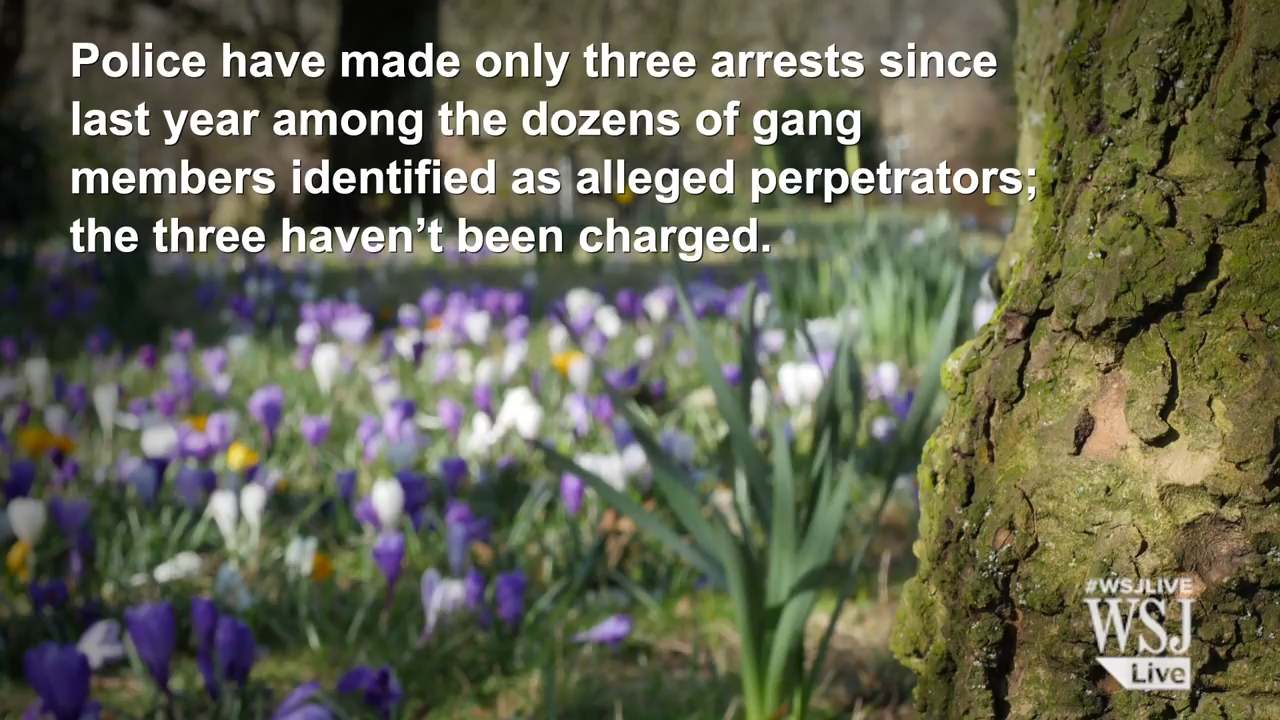 Police have made only three arrests since
last year among the dozens of gang
members identified as alleged perpetrators;
the three haven’t been charged.
#WSJLIVE
WSJ
Live